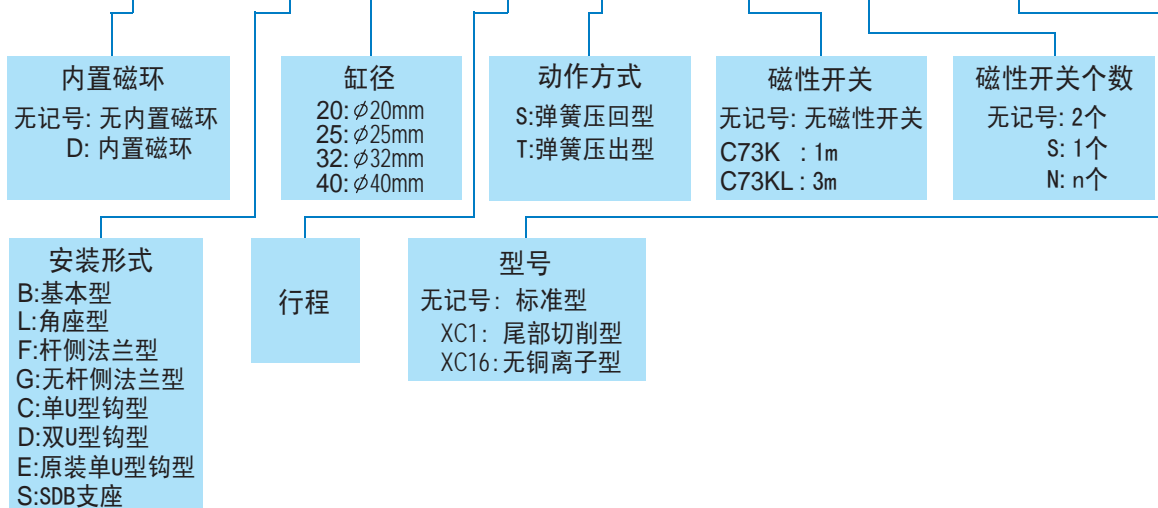 内置磁环
无记号: 无内置磁环
D: 内置磁环
缸径
20: ϕ20mm
25: ϕ25mm
32: ϕ32mm
40: ϕ40mm
动作方式
S:弹簧压回型
T:弹簧压出型
磁性开关
无记号: 无磁性开关
C73K : 1m
C73KL : 3m
磁性开关个数
无记号: 2个
S: 1个
N: n个
安装形式
B:基本型
L:角座型
F:杆侧法兰型
G:无杆侧法兰型
C:单U型钩型
D:双U型钩型
E:原装单U型钩型
S:SDB支座
行程
型号
无记号: 标准型
XC1: 尾部切削型
XC16:无铜离子型